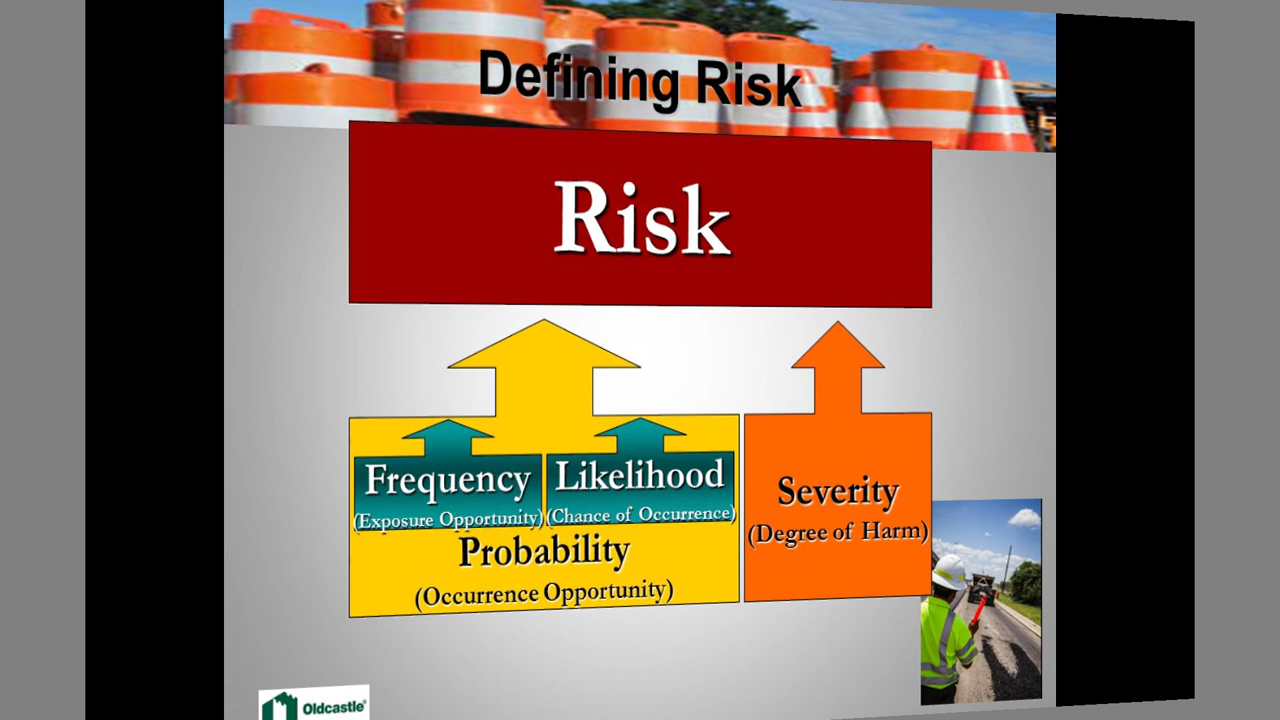 Defining Risk
Risk
Frequency
(Exposure Opportunity)
Likelihood
(Chance of Occurrence)
Probability
(Occurrence Opportunity)
Severity
(Degree of Harm)
Oldcastle®